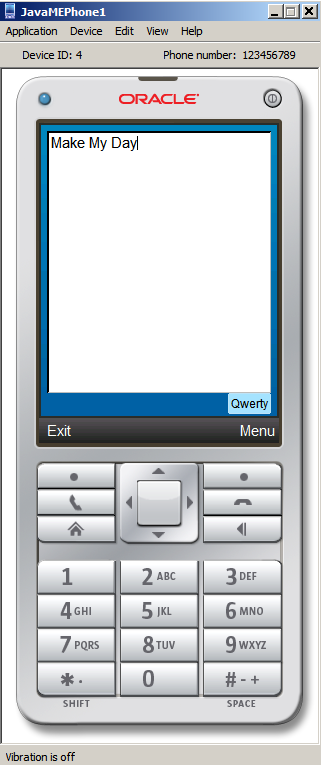 JavaMEPhone1
Application Device Edit View Help
Device ID: 4 Phone number: 123456789
ORACLE
Make My Day
Qwerty
Exit Menu
1 2 ABC 3 DEF
4 GHI 5 JKL 6 MNO
7 PQRS 8 TUV 9 WXYZ
* . 0 # - +
SHIFT SPACE
Vibration is off